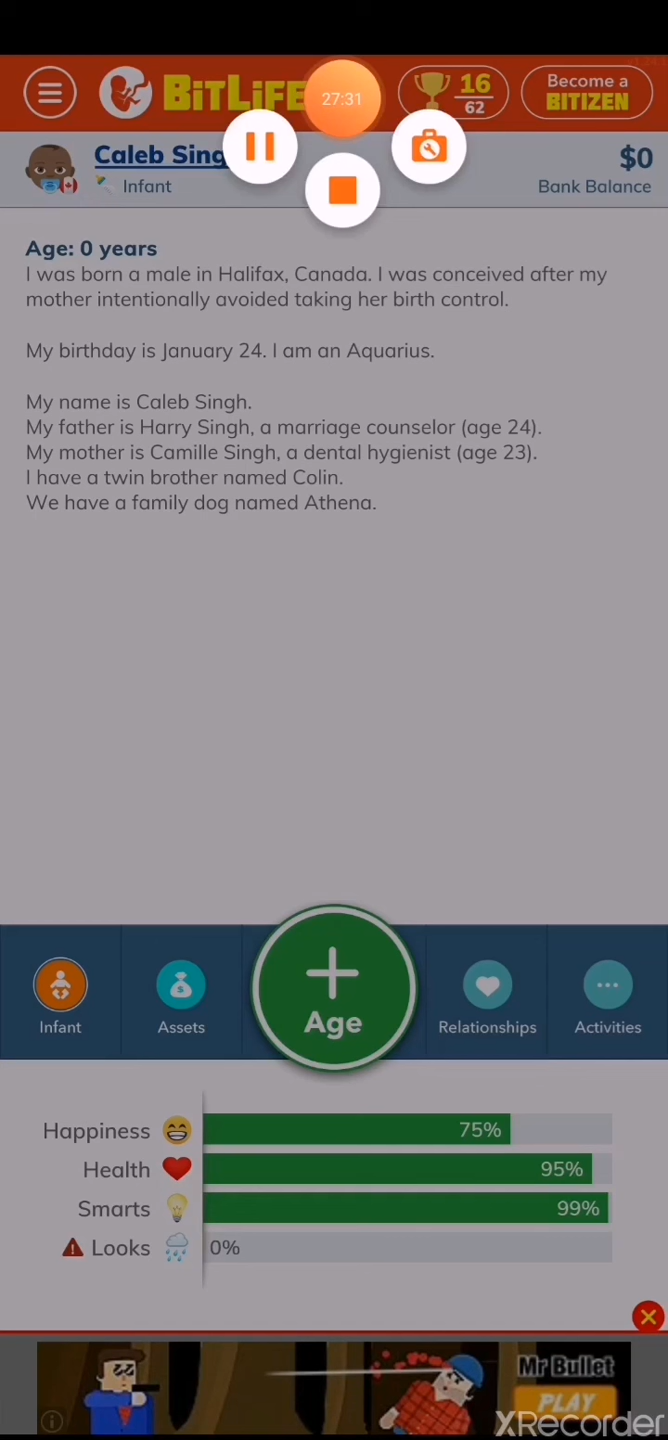 BiTLiFE
27:31
16
62
Become a
BITIZEN
Caleb Sing
$0
Infant
Bank Balance
Age: 0 years
I was born a male in Halifax, Canada. I was conceived after my
mother intentionally avoided taking her birth control.
My birthday is January 24. I am an Aquarius.
My name is Caleb Singh.
My father is Harry Singh, a marriage counselor (age 24).
My mother is Camille Singh, a dental hygienist (age 23).
I have a twin brother named Colin.
We have a family dog named Athena.
+
Age
Infant
Assets
Relationships
Activities
Happiness
75%
Health
95%
Smarts
99%
Looks
0%
Mr Bullet
PLAY
XRecorder